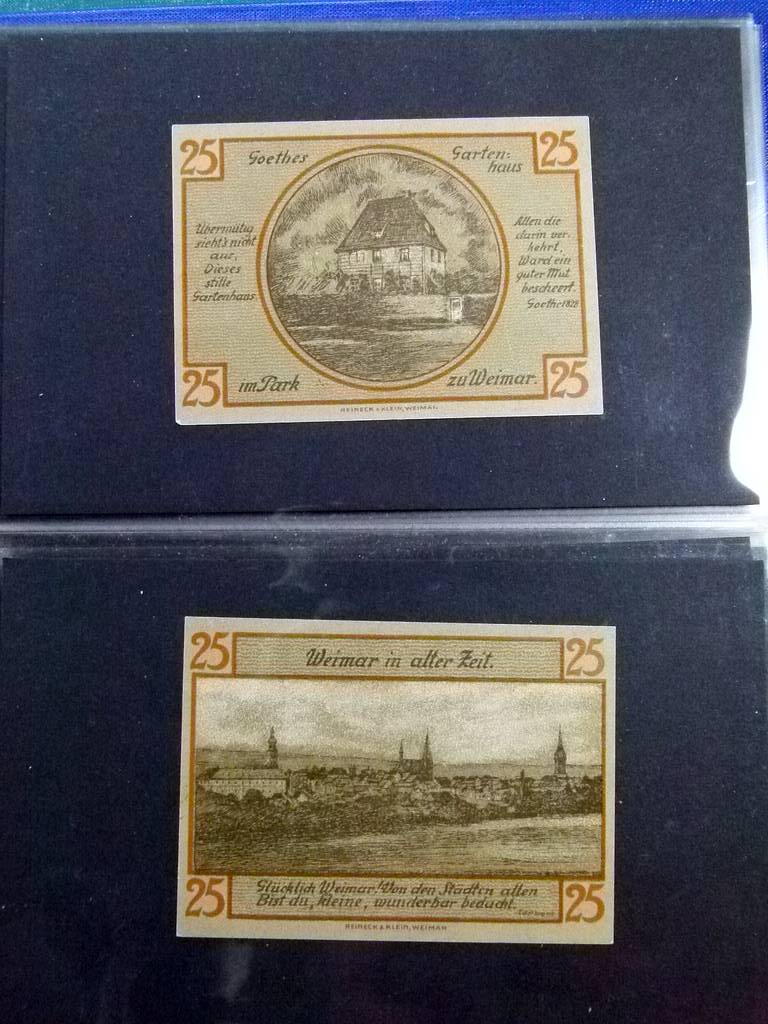 25
25
Goethes
Garten-
haus
Übermütig
sieht's nicht
aus,
Dieses
stille
Gartenhaus.
Allen die
darin ver.
kehrt,
Ward ein
guter Mut
beschert.
Goethe 1828
25
im Park
zu Weimar.
25
REINECK & KLEIN, WEIMAR.
25
Weimar in alter Zeit.
25
25
Glücklich Weimar! Von den Städten allen
Bist du, kleine, wunderbar bedacht.
25
REINECK & KLEIN, WEIMAR